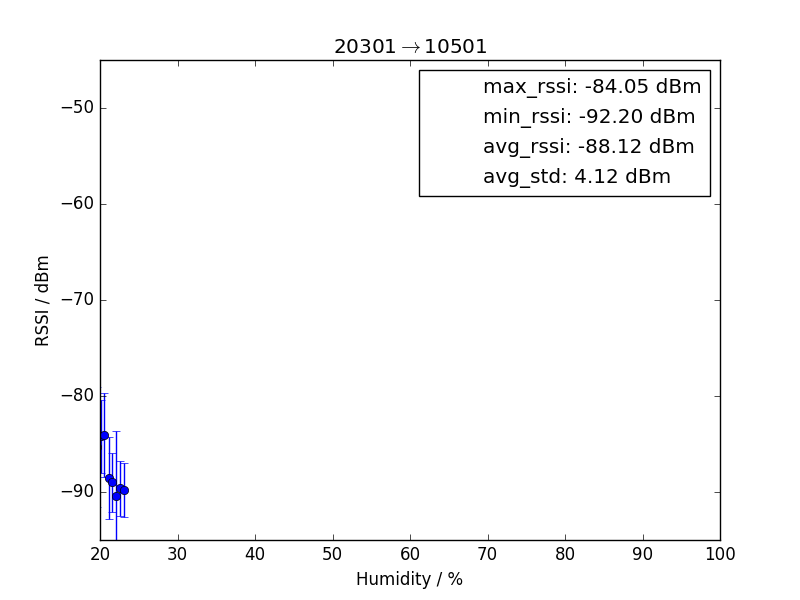 20301→10501
max_rssi: -84.05 dBm
min_rssi: -92.20 dBm
avg_rssi: -88.12 dBm
avg_std: 4.12 dBm
−50
−60
−70
−80
−90
RSSI / dBm
20 30 40 50 60 70 80 90 100
Humidity / %